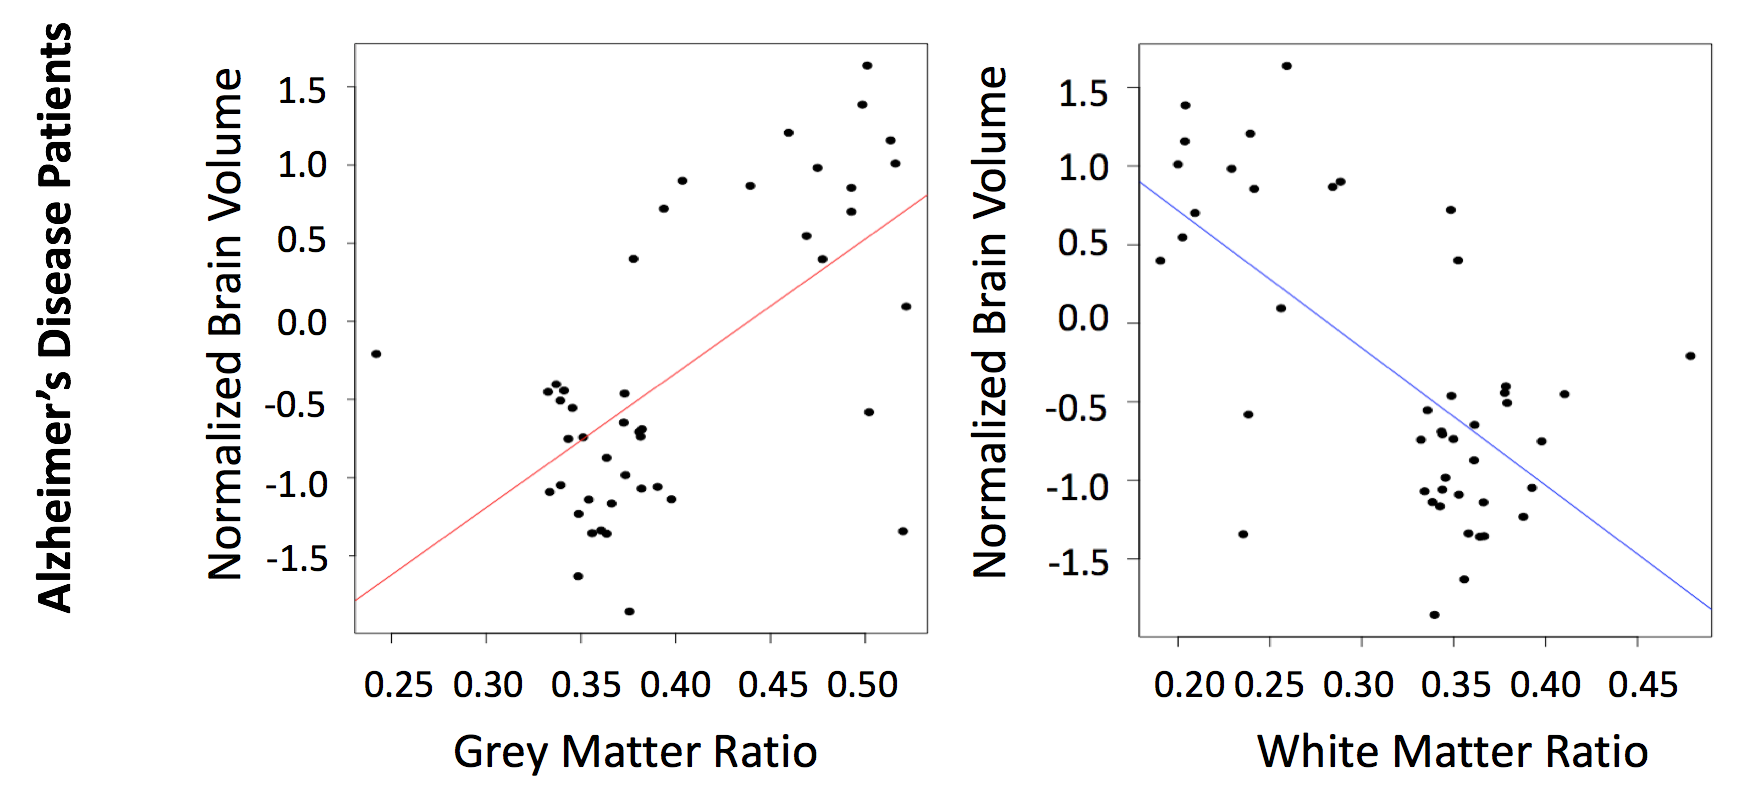 Alzheimer's Disease Patients
Normalized Brain Volume
1.5
1.0
0.5
0.0
-0.5
-1.0
-1.5
0.25 0.30 0.35 0.40 0.45 0.50
Grey Matter Ratio
Normalized Brain Volume
1.5
1.0
0.5
0.0
-0.5
-1.0
-1.5
0.20 0.25 0.30 0.35 0.40 0.45
White Matter Ratio